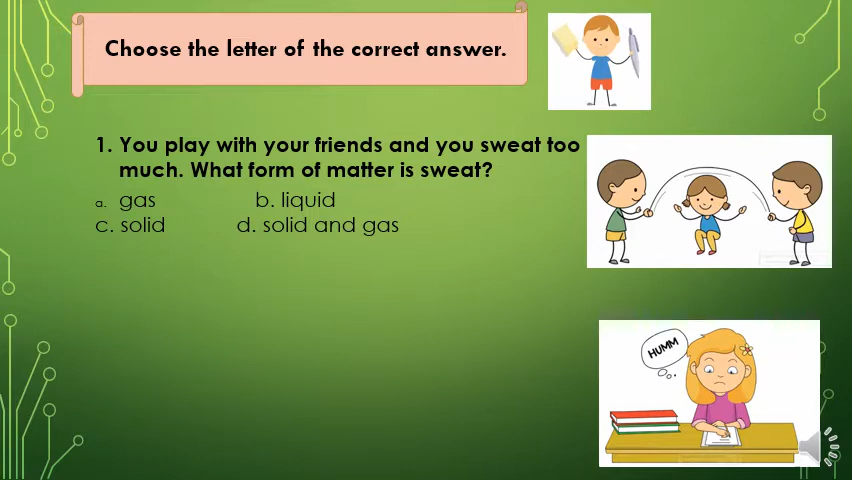 Choose the letter of the correct answer.
1. You play with your friends and you sweat too
much. What form of matter is sweat?
a. gas b. liquid
c. solid d. solid and gas
HUMM